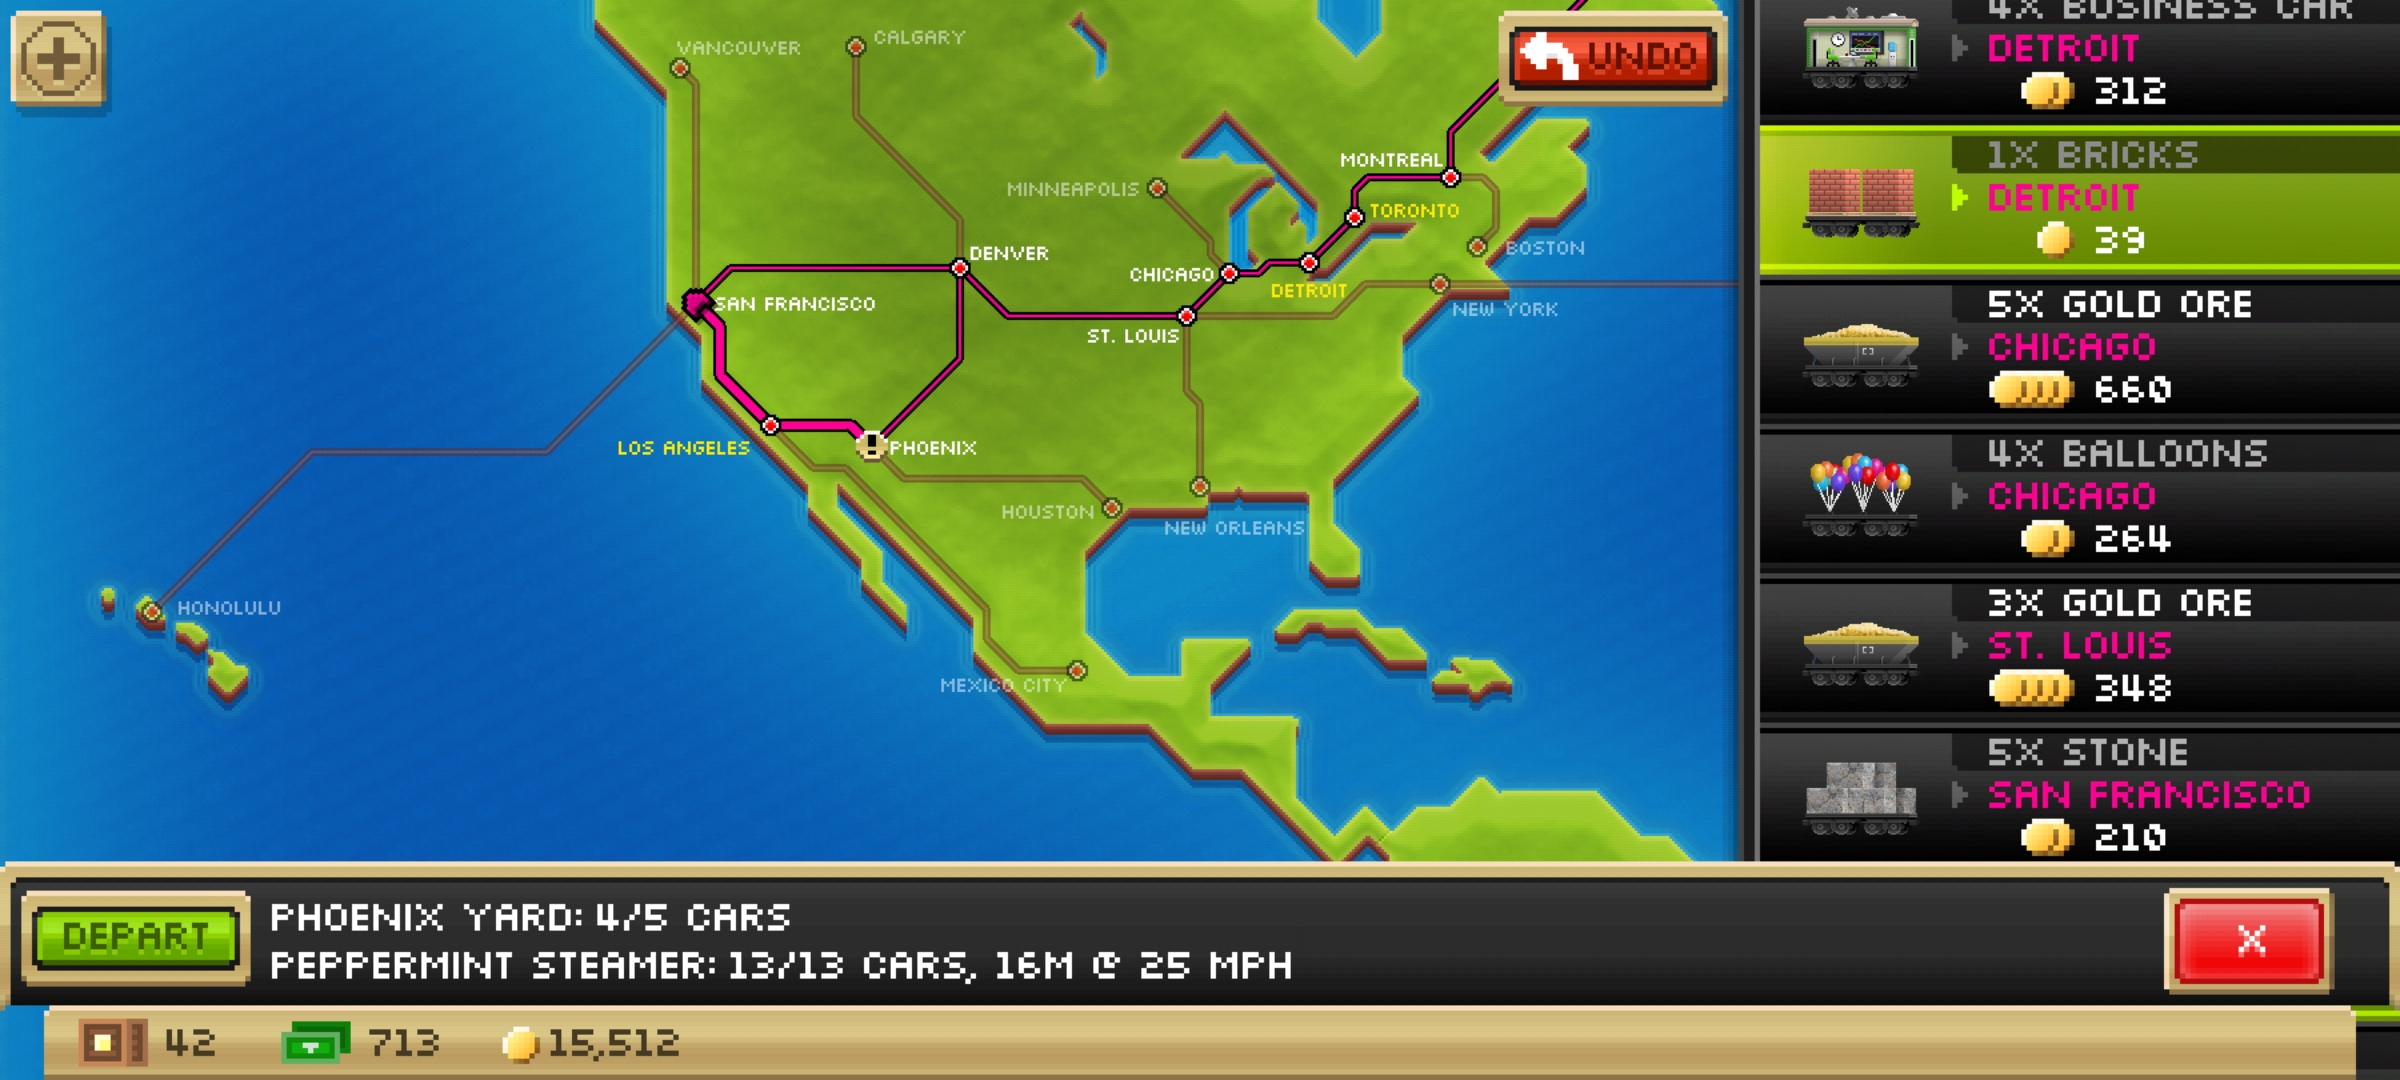 VANCOUVER
CALGARY
UNDO
MINNEAPOLIS
MONTREAL
TORONTO
DENVER
CHICAGO
BOSTON
DETROIT
SAN FRANCISCO
NEW YORK
ST. LOUIS
LOS ANGELES
PHOENIX
HOUSTON
NEW ORLEANS
HONOLULU
MEXICO CITY
4X BUSINESS CAR
DETROIT
312
1X BRICKS
DETROIT
39
5X GOLD ORE
CHICAGO
660
4X BALLOONS
CHICAGO
264
3X GOLD ORE
ST. LOUIS
348
5X STONE
SAN FRANCISCO
210
DEPART
PHOENIX YARD: 4/5 CARS
PEPPERMINT STEAMER: 13/13 CARS, 16M @ 25 MPH
X
42
713
15,512